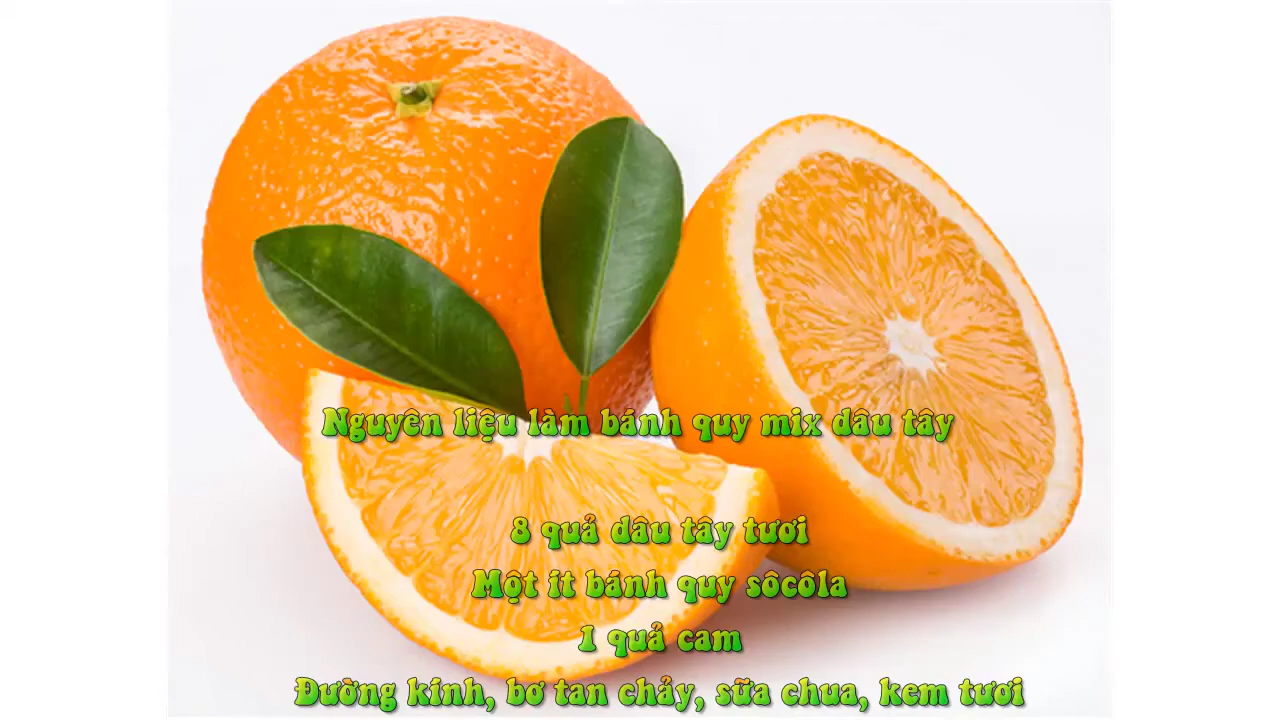 Nguyên liệu làm bánh quy mix dâu tây
8 quả dâu tây tươi
Một ít bánh quy sôcôla
1 quả cam
Đường kính, bơ tan chảy, sữa chua, kem tươi